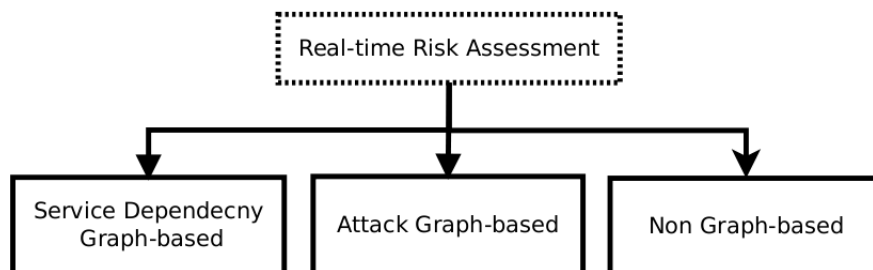 Real-time Risk Assessment
Service Dependecny
Graph-based
Attack Graph-based
Non Graph-based